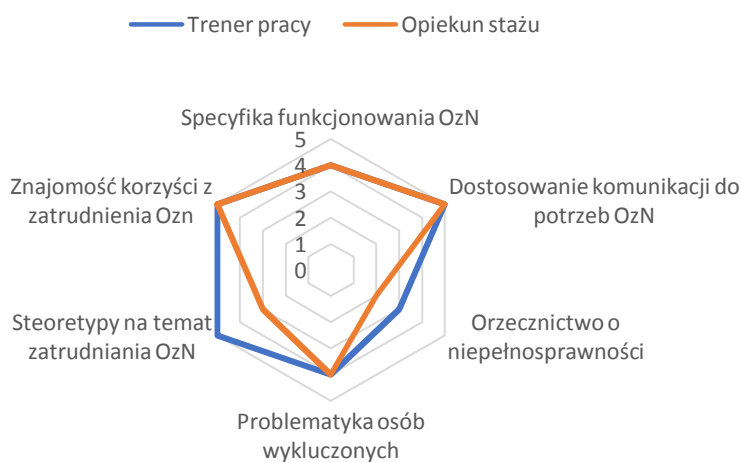 Trener pracy
Opiekun stażu
Specyfika funkcjonowania OzN
5
4
3
2
1
0
Znajomość korzyści z
zatrudnienia Ozn
Dostosowanie komunikacji do
potrzeb OzN
Steoretypy na temat
zatrudniania OzN
Orzecznictwo o
niepełnosprawności
Problematyka osób
wykluczonych